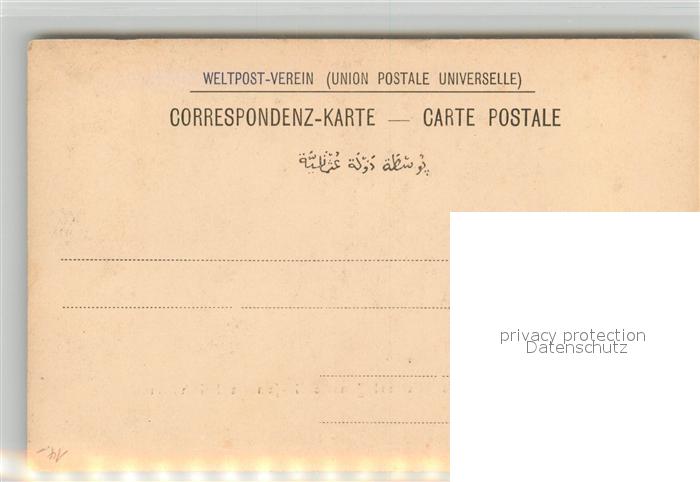 WELTPOST-VEREIN (UNION POSTALE UNIVERSELLE)
CORRESPONDENZ-KARTE — CARTE POSTALE
پوسطة دولة عثمانية
privacy protection
Datenschutz